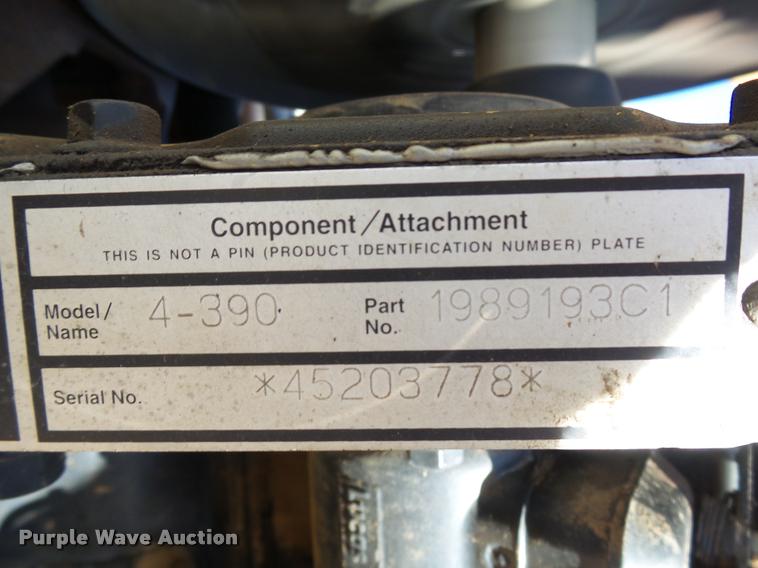 Component/Attachment
THIS IS NOT A PIN (PRODUCT IDENTIFICATION NUMBER) PLATE
Model/ Name 4-390 Part No. 1989193C1
Serial No. *45203778*
Purple Wave Auction